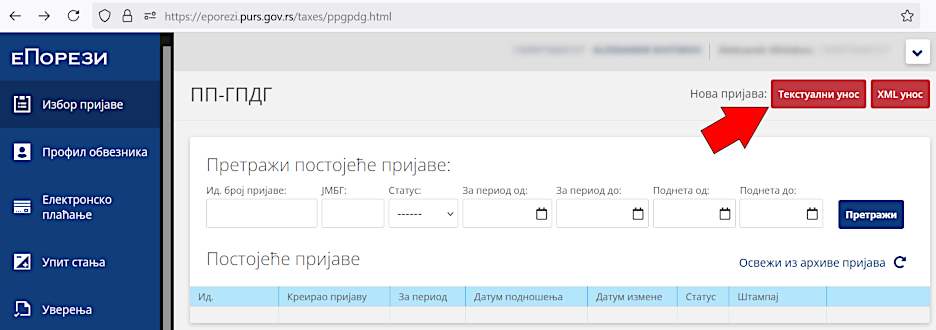 https://eporezi.purs.gov.rs/taxes/ppgpdg.html
еПорези
Избор пријаве
Профил обвезника
Електронско
плаћање
Упит стања
Уверења
ПП-ГПДГ
Нова пријава: Текстуални унос XML унос
Претражи постојеће пријаве:
Ид. број пријаве: ЈМБГ: Статус: За период од: За период до: Поднета од: Поднета до:
------
Претражи
Постојеће пријаве
Освежи из архиве пријава
Ид. Креирао пријаву За период Датум подношења Датум измене Статус Штампај